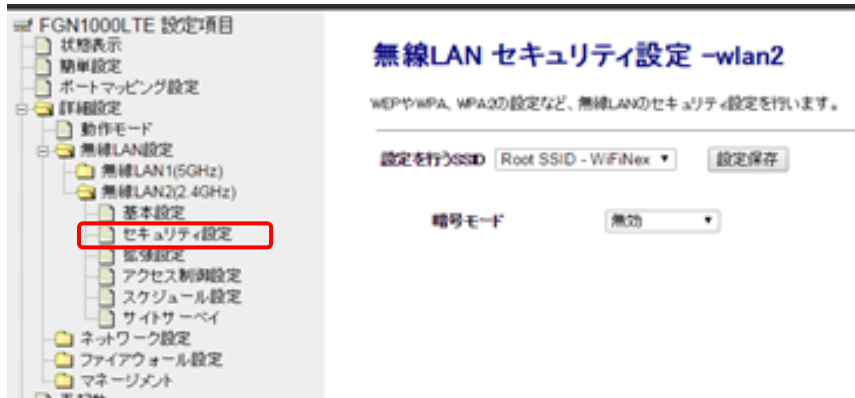 FGN1000LTE 設定項目
状態表示
簡単設定
ポートマッピング設定
詳細設定
動作モード
無線LAN設定
無線LAN1(5GHz)
無線LAN2(2.4GHz)
基本設定
セキュリティ設定
拡張設定
アクセス制御設定
スケジュール設定
サイトサーベイ
ネットワーク設定
ファイアウォール設定
マネージメント
無線LAN セキュリティ設定 -wlan2
WEPやWPA、WPA2の設定など、無線LANのセキュリティ設定を行います。
設定を行うSSID Root SSID - WiFiNex 設定保存
暗号モード 無効